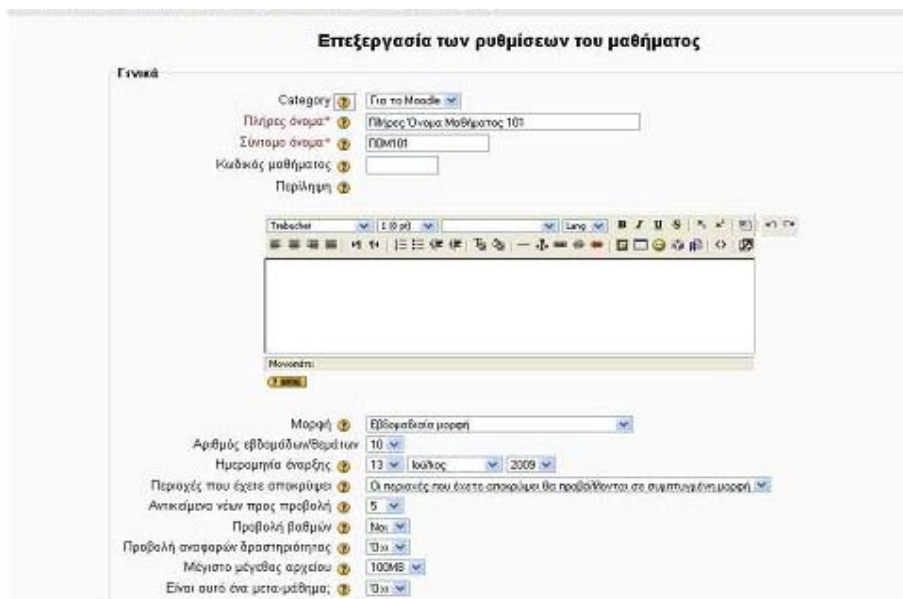 Επεξεργασία των ρυθμίσεων του μαθήματος
Γενικά
Category Για το Moodle
Πλήρες όνομα* Πλήρες Όνομα Μαθήματος 101
Σύντομο όνομα* ΠΟΜ101
Κωδικός μαθήματος
Περίληψη
Trebuchet 1 (8 pt) Lang B I U S
Μονοπάτι:
Μορφή Εβδομαδιαία μορφή
Αριθμός εβδομάδων/θεμάτων 10
Ημερομηνία έναρξης 13 Ιούλιος 2009
Περιοχές που έχετε αποκρύψει Οι περιοχές που έχετε αποκρύψει θα προβάλλονται σε συμπτυγμένη μορφή
Αντικείμενα νέων προς προβολή 5
Προβολή βαθμών Ναι
Προβολή αναφορών δραστηριότητας Όχι
Μέγιστο μέγεθος αρχείου 100MB
Είναι αυτό ένα μετα-μάθημα; Όχι